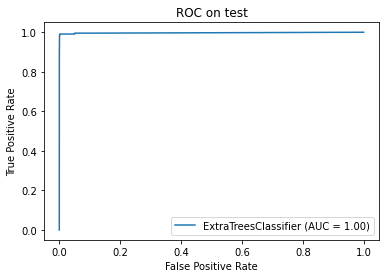 ROC on test
True Positive Rate
1.0
0.8
0.6
0.4
0.2
0.0
ExtraTreesClassifier (AUC = 1.00)
0.0 0.2 0.4 0.6 0.8 1.0
False Positive Rate